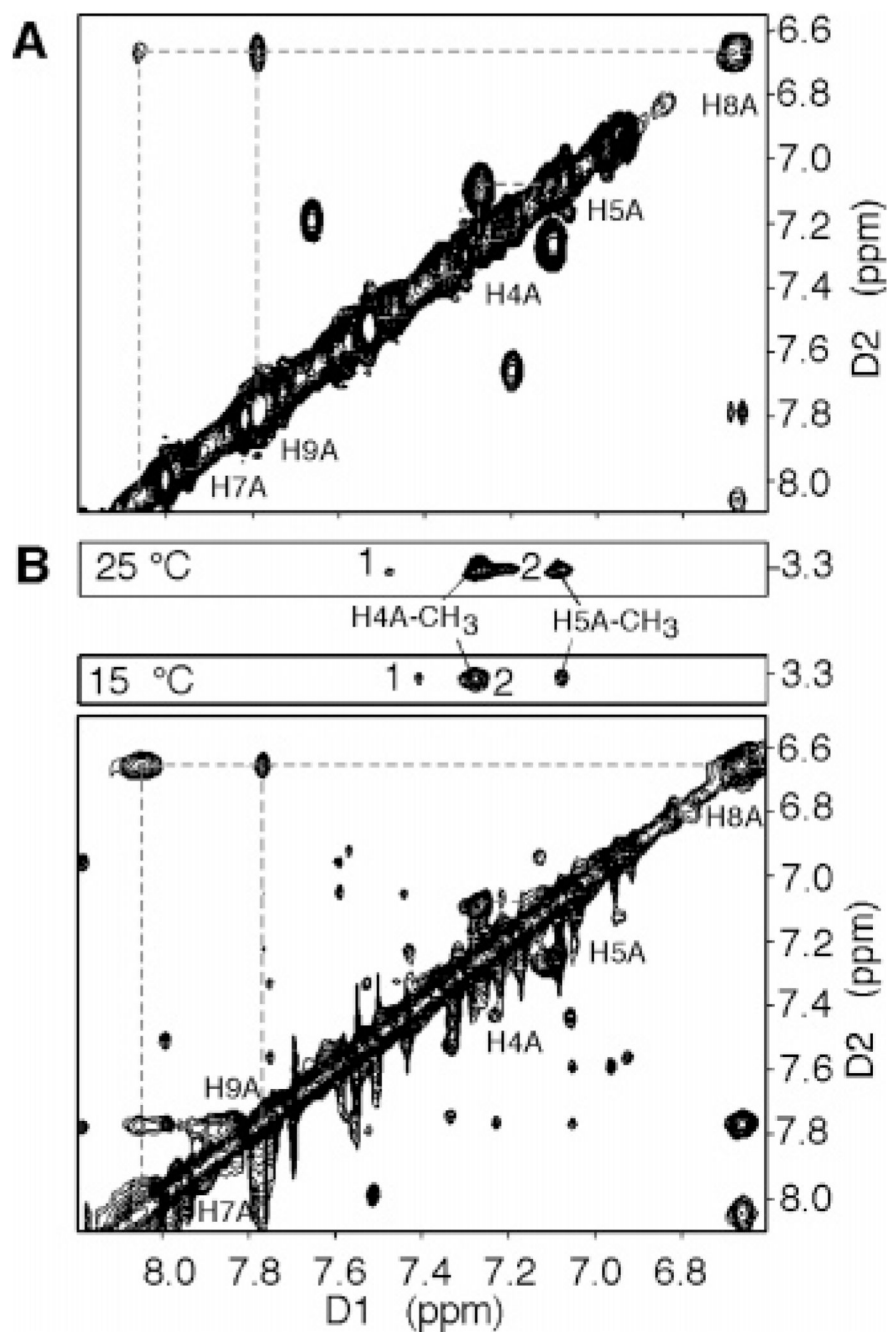 A
6.6
6.8
H8A
7.0
H5A
7.2
D2 (ppm)
7.4
H4A
7.6
7.8
H9A
H7A
8.0
B
25 °C
1
2
3.3
H4A-CH3
H5A-CH3
15 °C
1
2
3.3
6.6
6.8
H8A
7.0
H5A
7.2
D2 (ppm)
7.4
H4A
7.6
H9A
7.8
H7A
8.0
8.0 7.8 7.6 7.4 7.2 7.0 6.8
D1 (ppm)